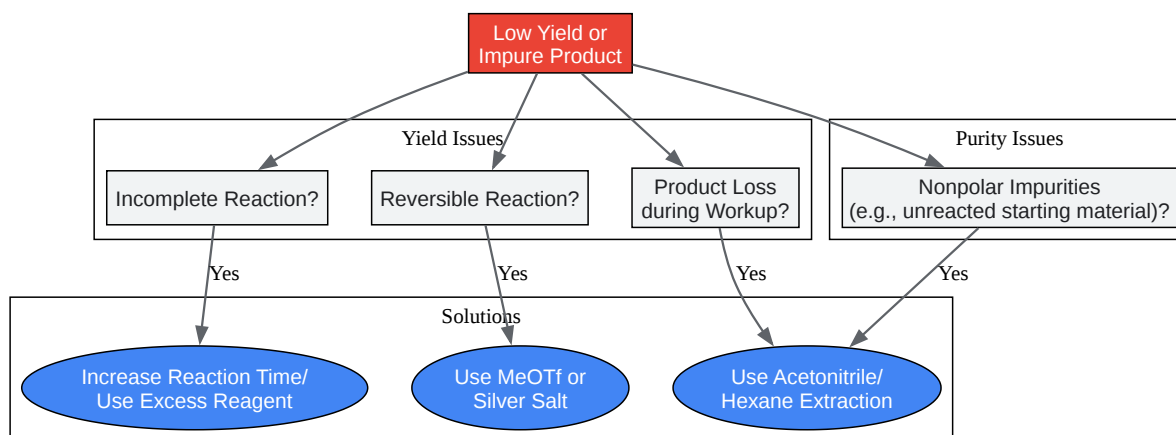 Low Yield or
Impure Product
Yield Issues
Purity Issues
Incomplete Reaction?
Reversible Reaction?
Product Loss
during Workup?
Nonpolar Impurities
(e.g., unreacted starting material)?
Yes
Yes
Yes
Yes
Solutions
Increase Reaction Time/
Use Excess Reagent
Use MeOTf or
Silver Salt
Use Acetonitrile/
Hexane Extraction